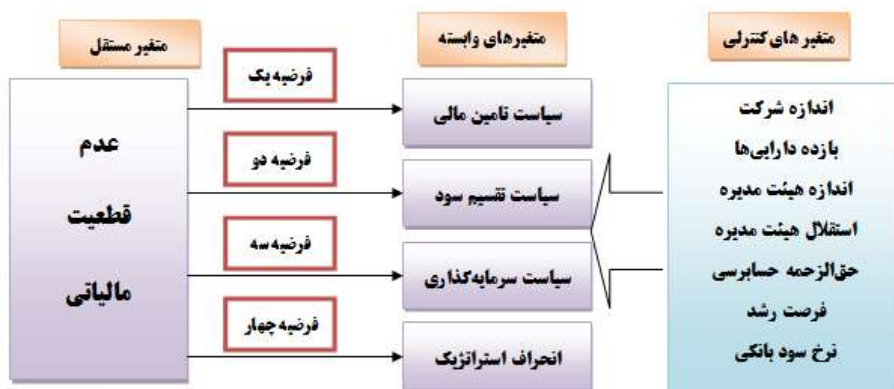 متغیر های کنترلی
متغیرهای وابسته
متغیر مستقل
فرضیه یک
فرضیه دو
فرضیه سه
فرضیه چهار
عدم
قطعیت
مالیاتی
سیاست تامین مالی
سیاست تقسیم سود
سیاست سرمایه‌گذاری
انحراف استراتژیک
اندازه شرکت
بازده دارایی‌ها
اندازه هیئت مدیره
استقلال هیئت مدیره
حق‌الزحمه حسابرسی
فرصت رشد
نرخ سود بانکی